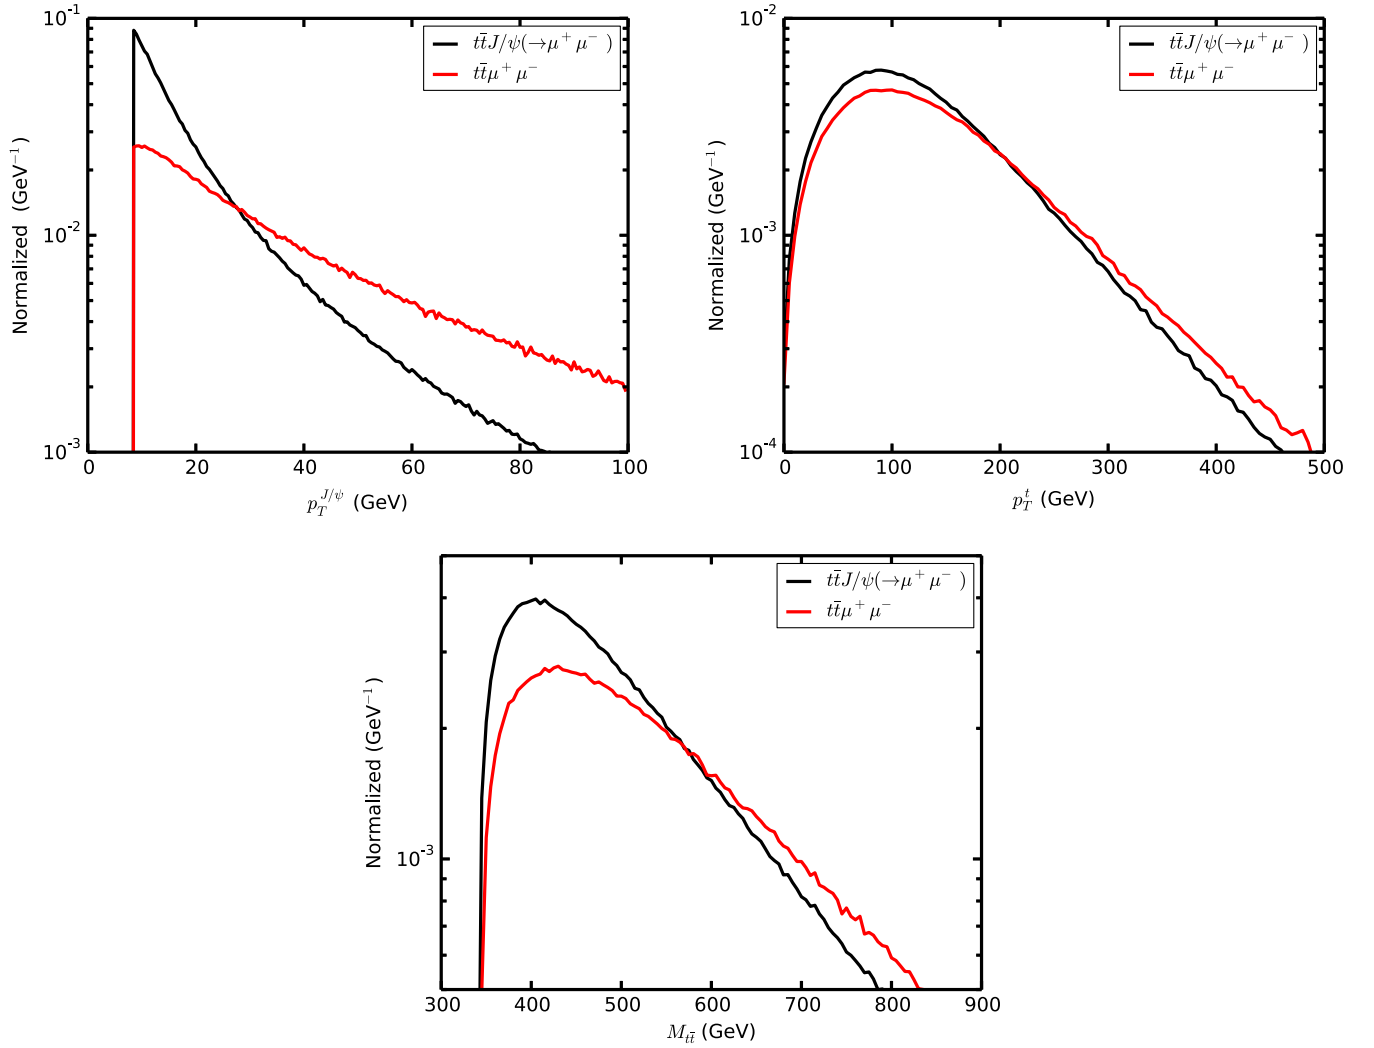 10⁻¹
10⁻²
10⁻³
Normalized (GeV⁻¹)
tt̄J/ψ(→μ⁺ μ⁻ )
tt̄μ⁺ μ⁻
0 20 40 60 80 100
p_T^{J/ψ} (GeV)
10⁻²
10⁻³
10⁻⁴
Normalized (GeV⁻¹)
tt̄J/ψ(→μ⁺ μ⁻ )
tt̄μ⁺ μ⁻
0 100 200 300 400 500
p_T^t (GeV)
10⁻³
Normalized (GeV⁻¹)
tt̄J/ψ(→μ⁺ μ⁻ )
tt̄μ⁺ μ⁻
300 400 500 600 700 800 900
M_{tt̄} (GeV)